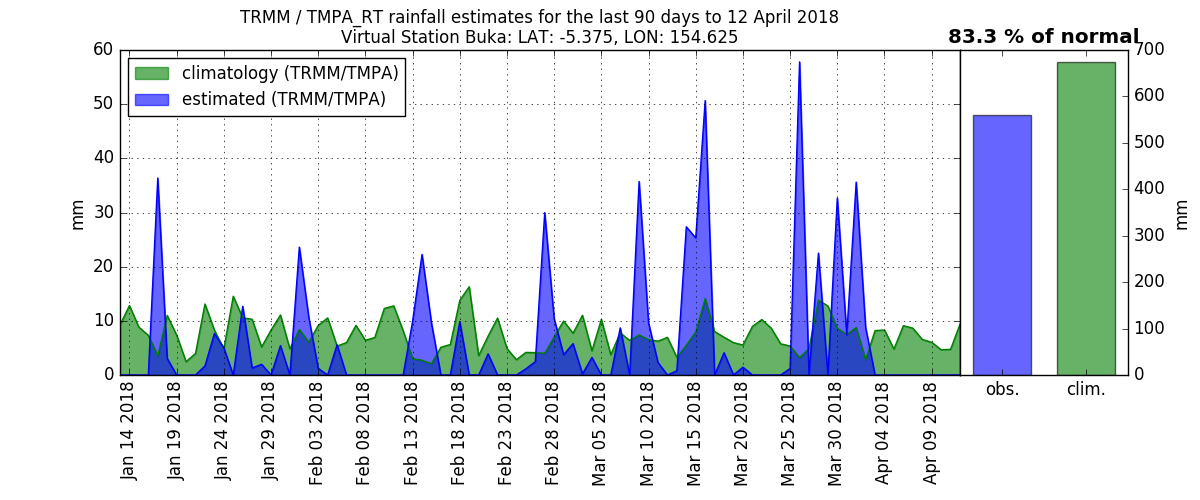 TRMM / TMPA_RT rainfall estimates for the last 90 days to 12 April 2018
Virtual Station Buka: LAT: -5.375, LON: 154.625
83.3 % of normal
climatology (TRMM/TMPA)
estimated (TRMM/TMPA)
mm
60
50
40
30
20
10
0
Jan 14 2018
Jan 19 2018
Jan 24 2018
Jan 29 2018
Feb 03 2018
Feb 08 2018
Feb 13 2018
Feb 18 2018
Feb 23 2018
Feb 28 2018
Mar 05 2018
Mar 10 2018
Mar 15 2018
Mar 20 2018
Mar 25 2018
Mar 30 2018
Apr 04 2018
Apr 09 2018
obs.
clim.
700
600
500
400
300
200
100
0
mm